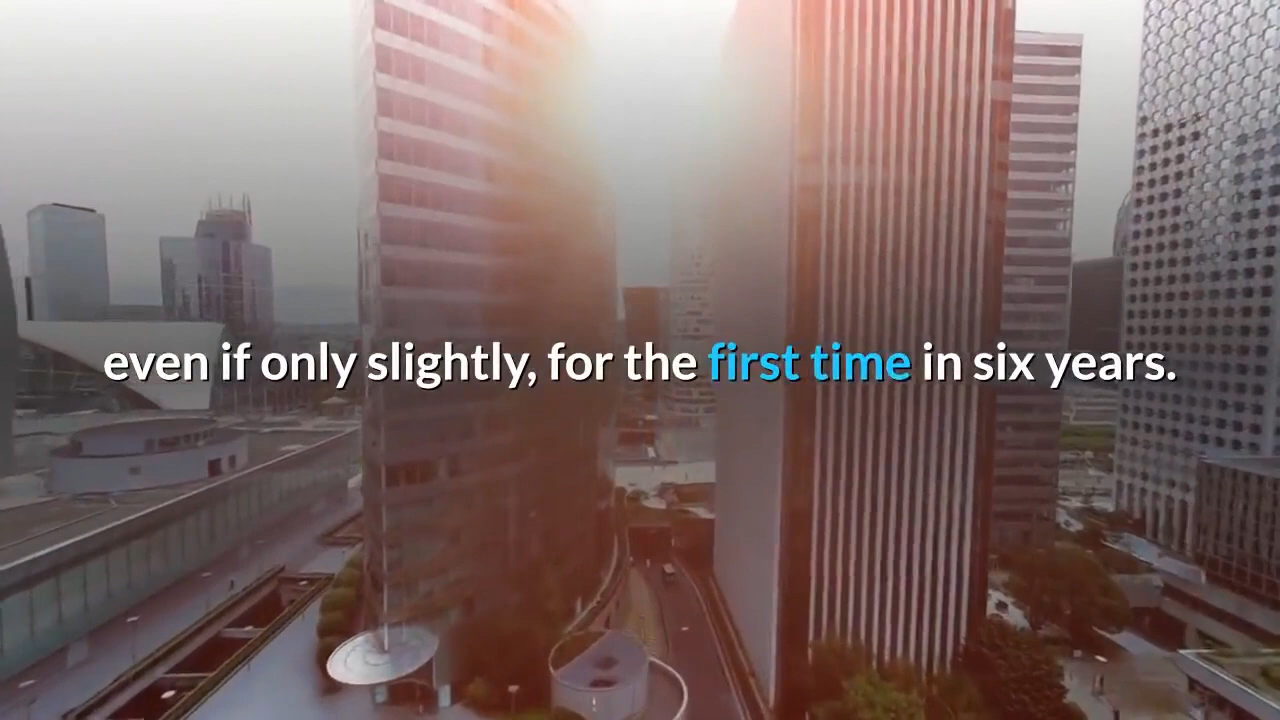 even if only slightly, for the first time in six years.